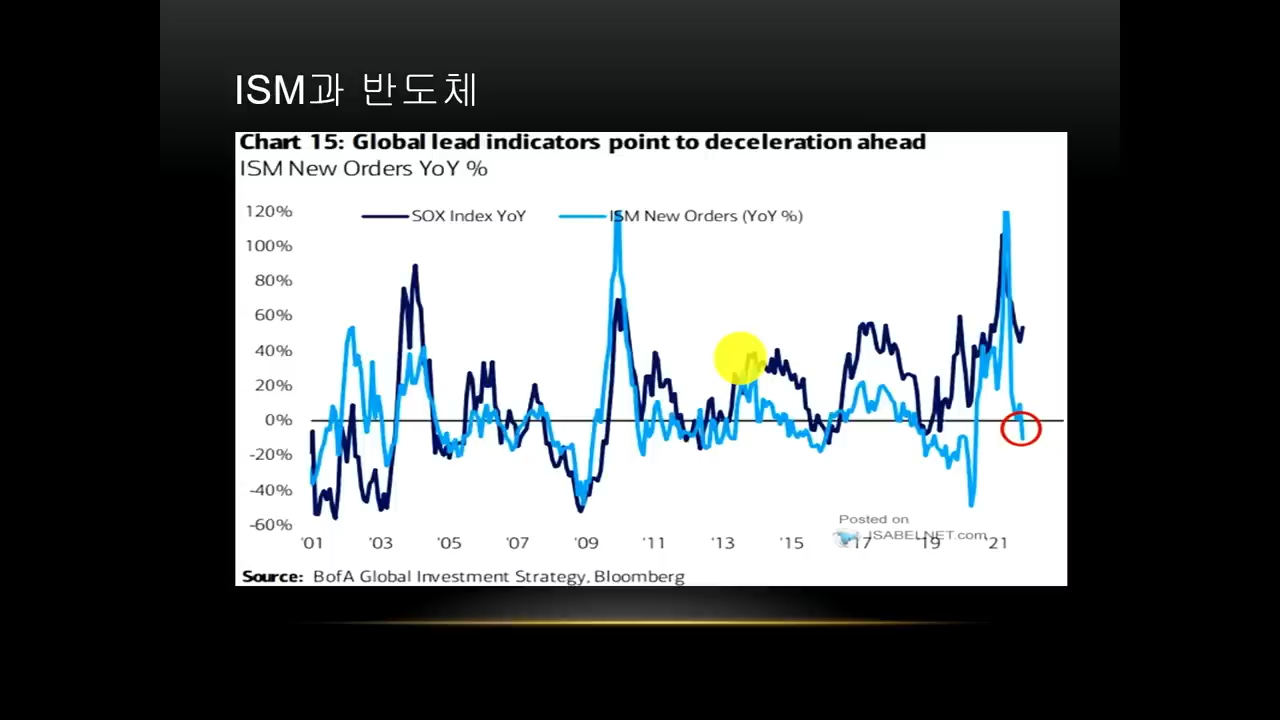 ISM과 반도체
Chart 15: Global lead indicators point to deceleration ahead
ISM New Orders YoY %
SOX Index YoY
ISM New Orders (YoY %)
120%
100%
80%
60%
40%
20%
0%
-20%
-40%
-60%
'01 '03 '05 '07 '09 '11 '13 '15 '17 '19 '21
Posted on
ISABELNET.com
Source: BofA Global Investment Strategy, Bloomberg